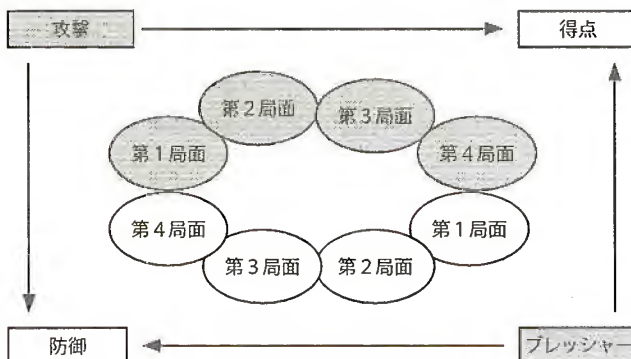 攻撃
得点
第2局面
第3局面
第1局面
第4局面
第4局面
第1局面
第3局面
第2局面
防御
プレッシャー